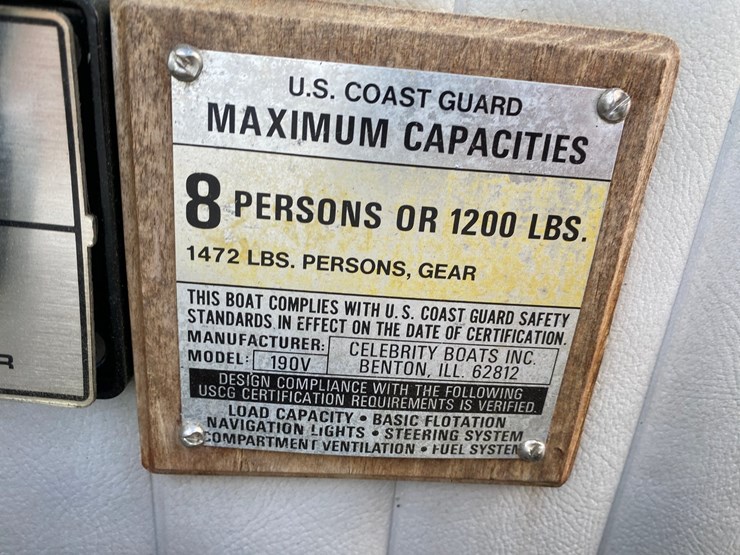 U.S. COAST GUARD
MAXIMUM CAPACITIES
8 PERSONS OR 1200 LBS.
1472 LBS. PERSONS, GEAR
THIS BOAT COMPLIES WITH U.S. COAST GUARD SAFETY
STANDARDS IN EFFECT ON THE DATE OF CERTIFICATION.
MANUFACTURER: CELEBRITY BOATS INC.
MODEL: 190V BENTON, ILL. 62812
DESIGN COMPLIANCE WITH THE FOLLOWING
USCG CERTIFICATION REQUIREMENTS IS VERIFIED.
LOAD CAPACITY • BASIC FLOTATION
NAVIGATION LIGHTS • STEERING SYSTEM
COMPARTMENT VENTILATION • FUEL SYSTEM
R